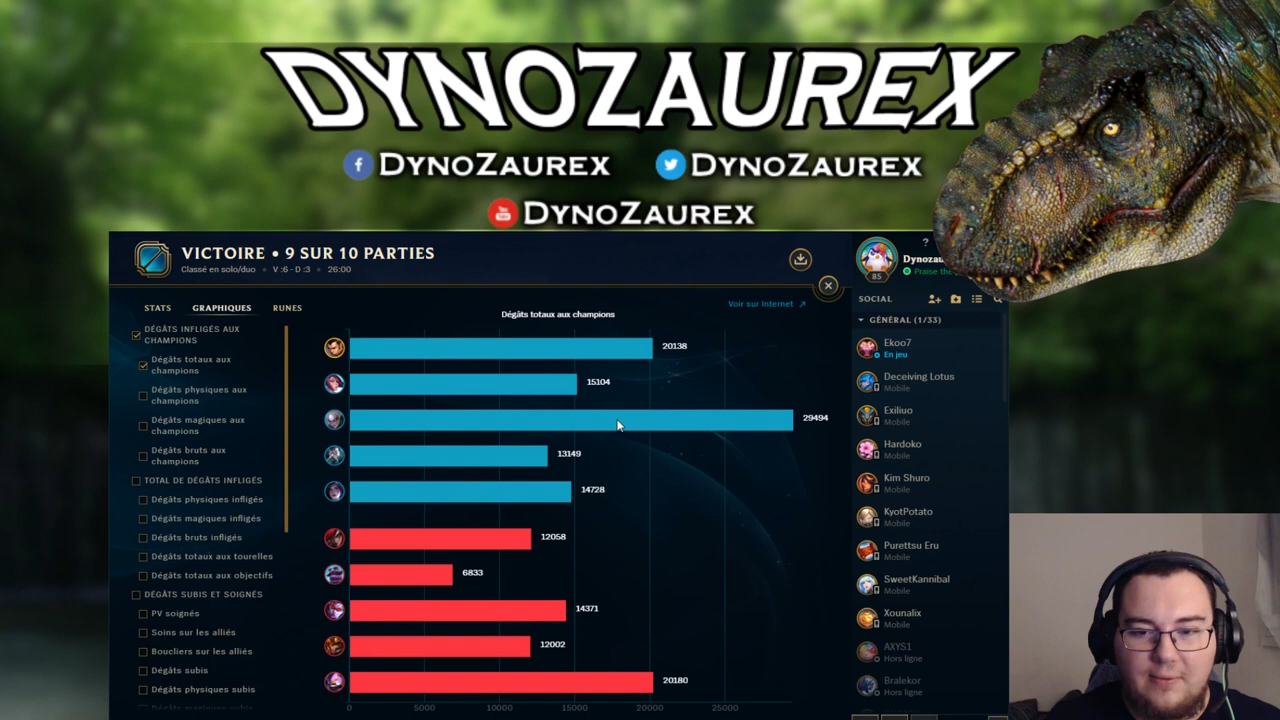 DYNOZAUREX
DYNOZAUREX
DYNOZAUREX
DYNOZAUREX
VICTOIRE • 9 SUR 10 PARTIES
Classé en solo/duo • V :6 - D :3 • 26:00
STATS
GRAPHIQUES
RUNES
Voir sur Internet
DÉGÂTS INFLIGÉS AUX
CHAMPIONS
Dégâts totaux aux
champions
Dégâts physiques aux
champions
Dégâts magiques aux
champions
Dégâts bruts aux
champions
TOTAL DE DÉGÂTS INFLIGÉS
Dégâts physiques infligés
Dégâts magiques infligés
Dégâts bruts infligés
Dégâts totaux aux tourelles
Dégâts totaux aux objectifs
DÉGÂTS SUBIS ET SOIGNÉS
PV soignés
Soins sur les alliés
Boucliers sur les alliés
Dégâts subis
Dégâts physiques subis
Dégâts magiques subis
Dégâts totaux aux champions
20138
15104
29494
13149
14728
12058
6833
14371
12002
20180
0 5000 10000 15000 20000 25000
?
85
Dynozau
Praise the
SOCIAL
GÉNÉRAL (1/33)
Ekoo7
En jeu
Deceiving Lotus
Mobile
Exiliuo
Mobile
Hardoko
Mobile
Kim Shuro
Mobile
KyotPotato
Mobile
Purettsu Eru
Mobile
SweetKannibal
Mobile
Xounalix
Mobile
AXYS1
Hors ligne
Bralekor
Hors ligne